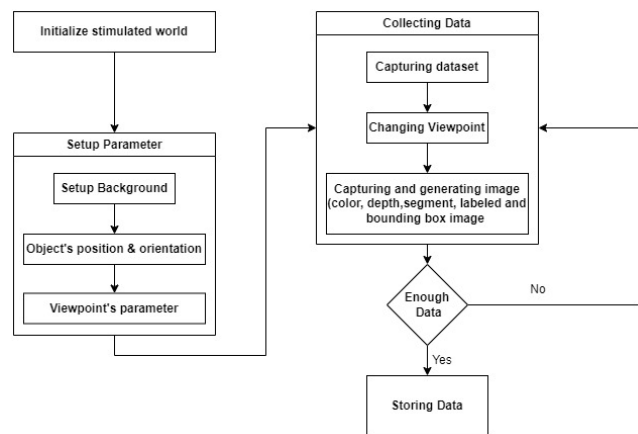 Initialize stimulated world
Setup Parameter
Setup Background
Object's position & orientation
Viewpoint's parameter
Collecting Data
Capturing dataset
Changing Viewpoint
Capturing and generating image
(color, depth,segment, labeled and
bounding box image
Enough
Data
No
Yes
Storing Data